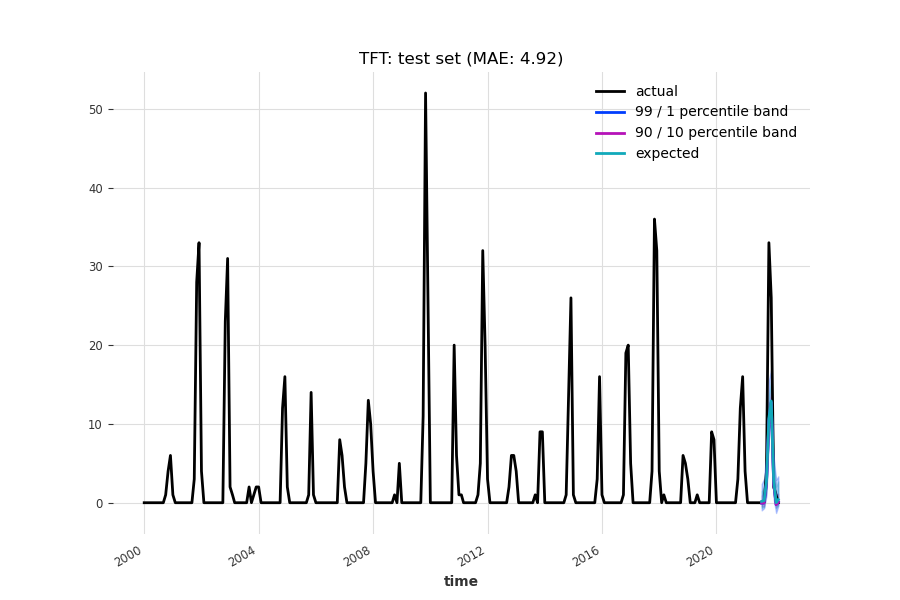 TFT: test set (MAE: 4.92)
actual
99 / 1 percentile band
90 / 10 percentile band
expected
50
40
30
20
10
0
2000
2004
2008
2012
2016
2020
time